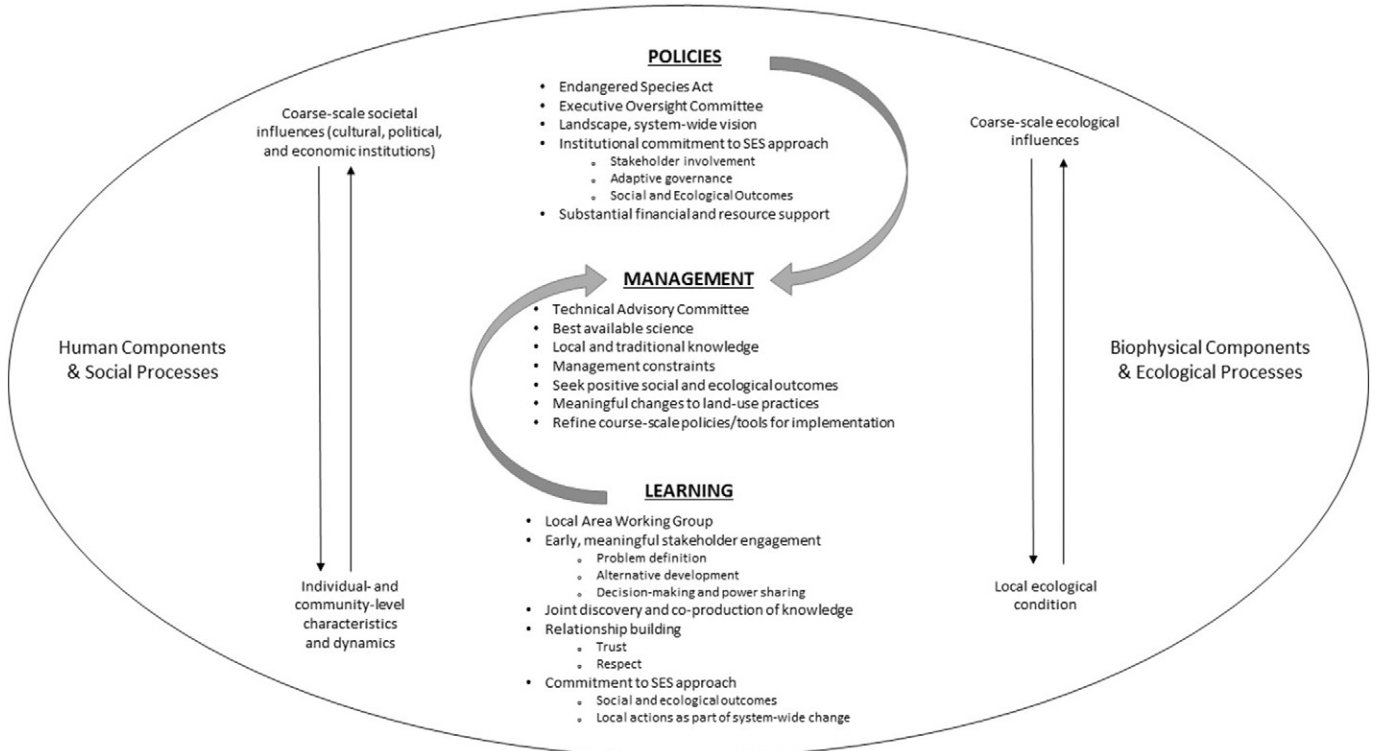 POLICIES
• Endangered Species Act
• Executive Oversight Committee
• Landscape, system-wide vision
• Institutional commitment to SES approach
∘ Stakeholder involvement
∘ Adaptive governance
∘ Social and Ecological Outcomes
• Substantial financial and resource support
Coarse-scale societal
influences (cultural, political,
and economic institutions)
Coarse-scale ecological
influences
MANAGEMENT
• Technical Advisory Committee
• Best available science
• Local and traditional knowledge
• Management constraints
• Seek positive social and ecological outcomes
• Meaningful changes to land-use practices
• Refine course-scale policies/tools for implementation
Human Components
& Social Processes
Biophysical Components
& Ecological Processes
LEARNING
• Local Area Working Group
• Early, meaningful stakeholder engagement
∘ Problem definition
∘ Alternative development
∘ Decision-making and power sharing
• Joint discovery and co-production of knowledge
• Relationship building
∘ Trust
∘ Respect
• Commitment to SES approach
∘ Social and ecological outcomes
∘ Local actions as part of system-wide change
Individual- and
community-level
characteristics
and dynamics
Local ecological
condition